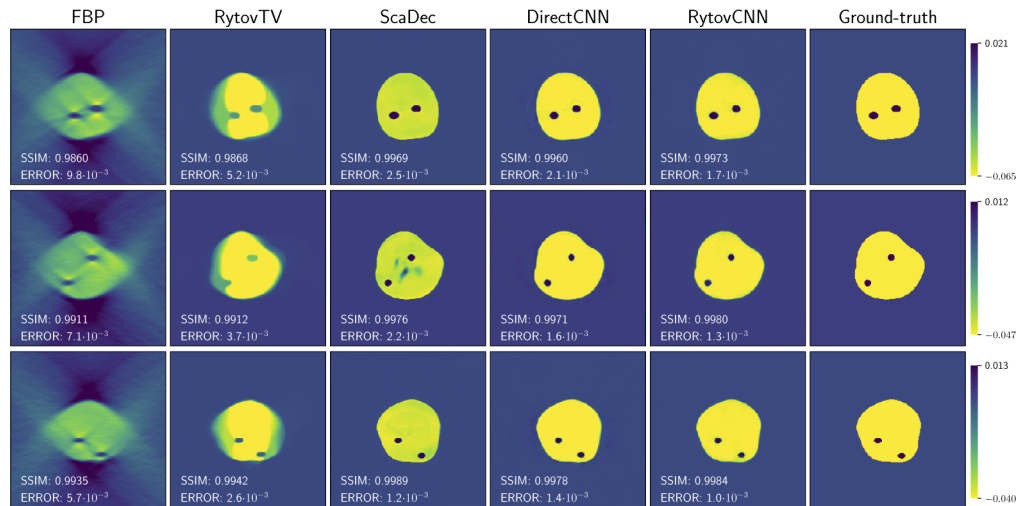 FBP RytovTV ScaDec DirectCNN RytovCNN Ground-truth
0.021
SSIM: 0.9860 SSIM: 0.9868 SSIM: 0.9969 SSIM: 0.9960 SSIM: 0.9973
ERROR: 9.8·10⁻³ ERROR: 5.2·10⁻³ ERROR: 2.5·10⁻³ ERROR: 2.1·10⁻³ ERROR: 1.7·10⁻³
−0.065
0.012
SSIM: 0.9911 SSIM: 0.9912 SSIM: 0.9976 SSIM: 0.9971 SSIM: 0.9980
ERROR: 7.1·10⁻³ ERROR: 3.7·10⁻³ ERROR: 2.2·10⁻³ ERROR: 1.6·10⁻³ ERROR: 1.3·10⁻³
−0.047
0.013
SSIM: 0.9935 SSIM: 0.9942 SSIM: 0.9989 SSIM: 0.9978 SSIM: 0.9984
ERROR: 5.7·10⁻³ ERROR: 2.6·10⁻³ ERROR: 1.2·10⁻³ ERROR: 1.4·10⁻³ ERROR: 1.0·10⁻³
−0.040